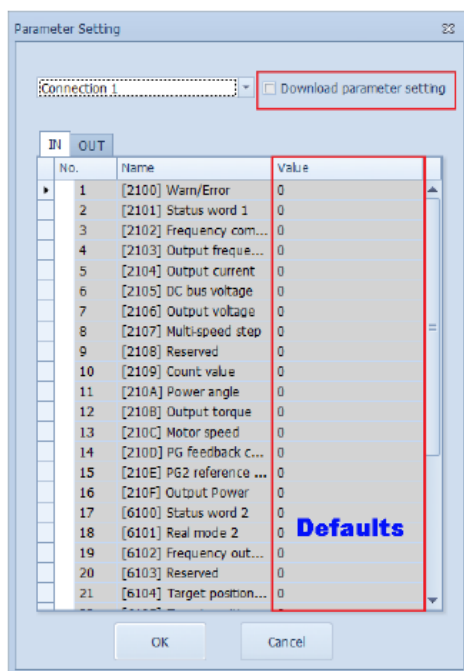 Parameter Setting
Connection 1 Download parameter setting
IN OUT
No. Name Value
1 [2100] Warn/Error 0
2 [2101] Status word 1 0
3 [2102] Frequency com... 0
4 [2103] Output freque... 0
5 [2104] Output current 0
6 [2105] DC bus voltage 0
7 [2106] Output voltage 0
8 [2107] Multi-speed step 0
9 [2108] Reserved 0
10 [2109] Count value 0
11 [210A] Power angle 0
12 [210B] Output torque 0
13 [210C] Motor speed 0
14 [210D] PG feedback c... 0
15 [210E] PG2 reference ... 0
16 [210F] Output Power 0
17 [6100] Status word 2 0
18 [6101] Real mode 2 0 Defaults
19 [6102] Frequency out... 0
20 [6103] Reserved 0
21 [6104] Target position... 0
OK Cancel